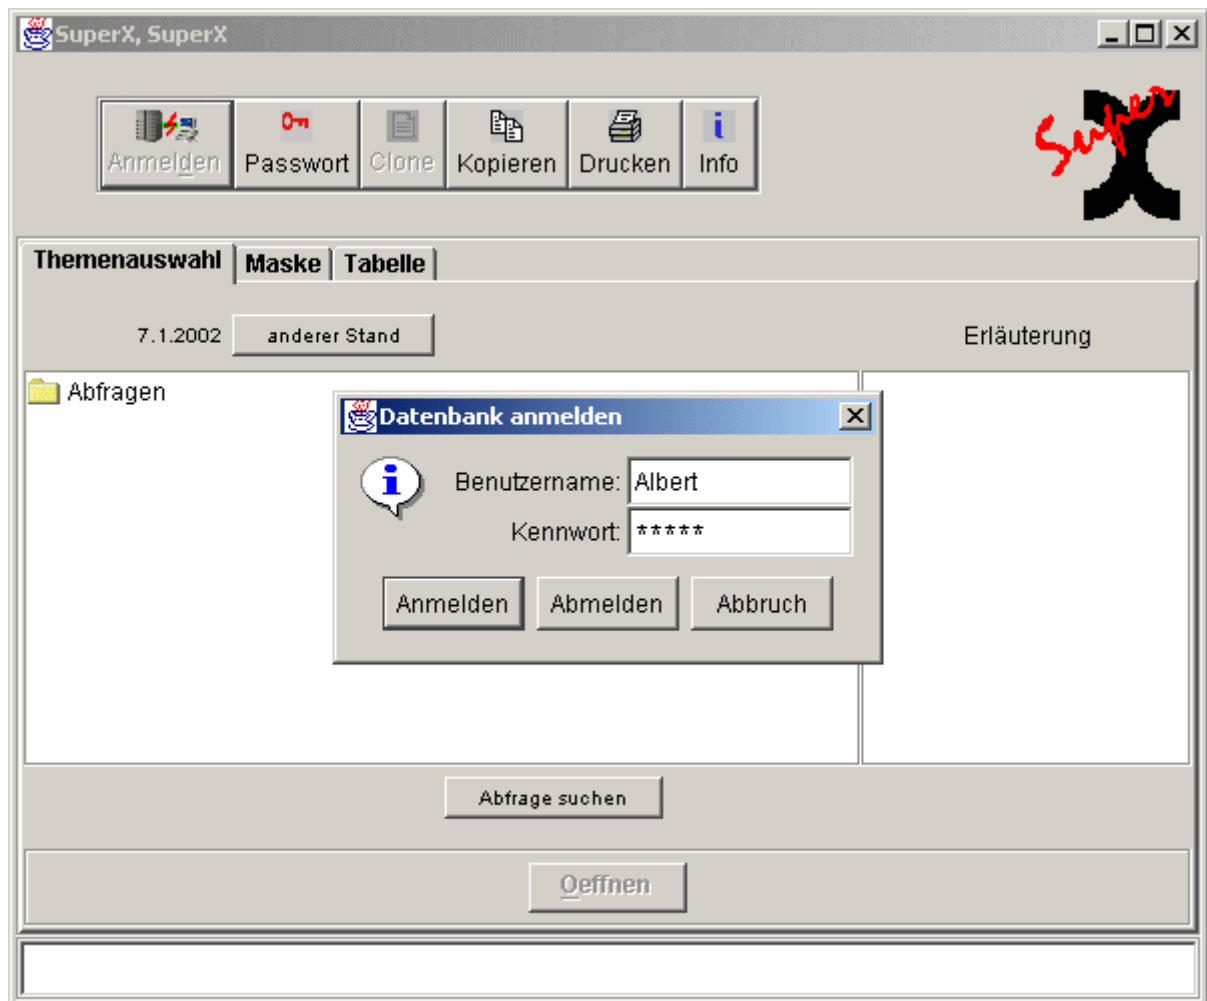 SuperX, SuperX
Anmelden Passwort Clone Kopieren Drucken Info
Super X
Themenauswahl Maske Tabelle
7.1.2002 anderer Stand Erläuterung
Abfragen
Datenbank anmelden
Benutzername: Albert
Kennwort: *****
Anmelden Abmelden Abbruch
Abfrage suchen
Oeffnen